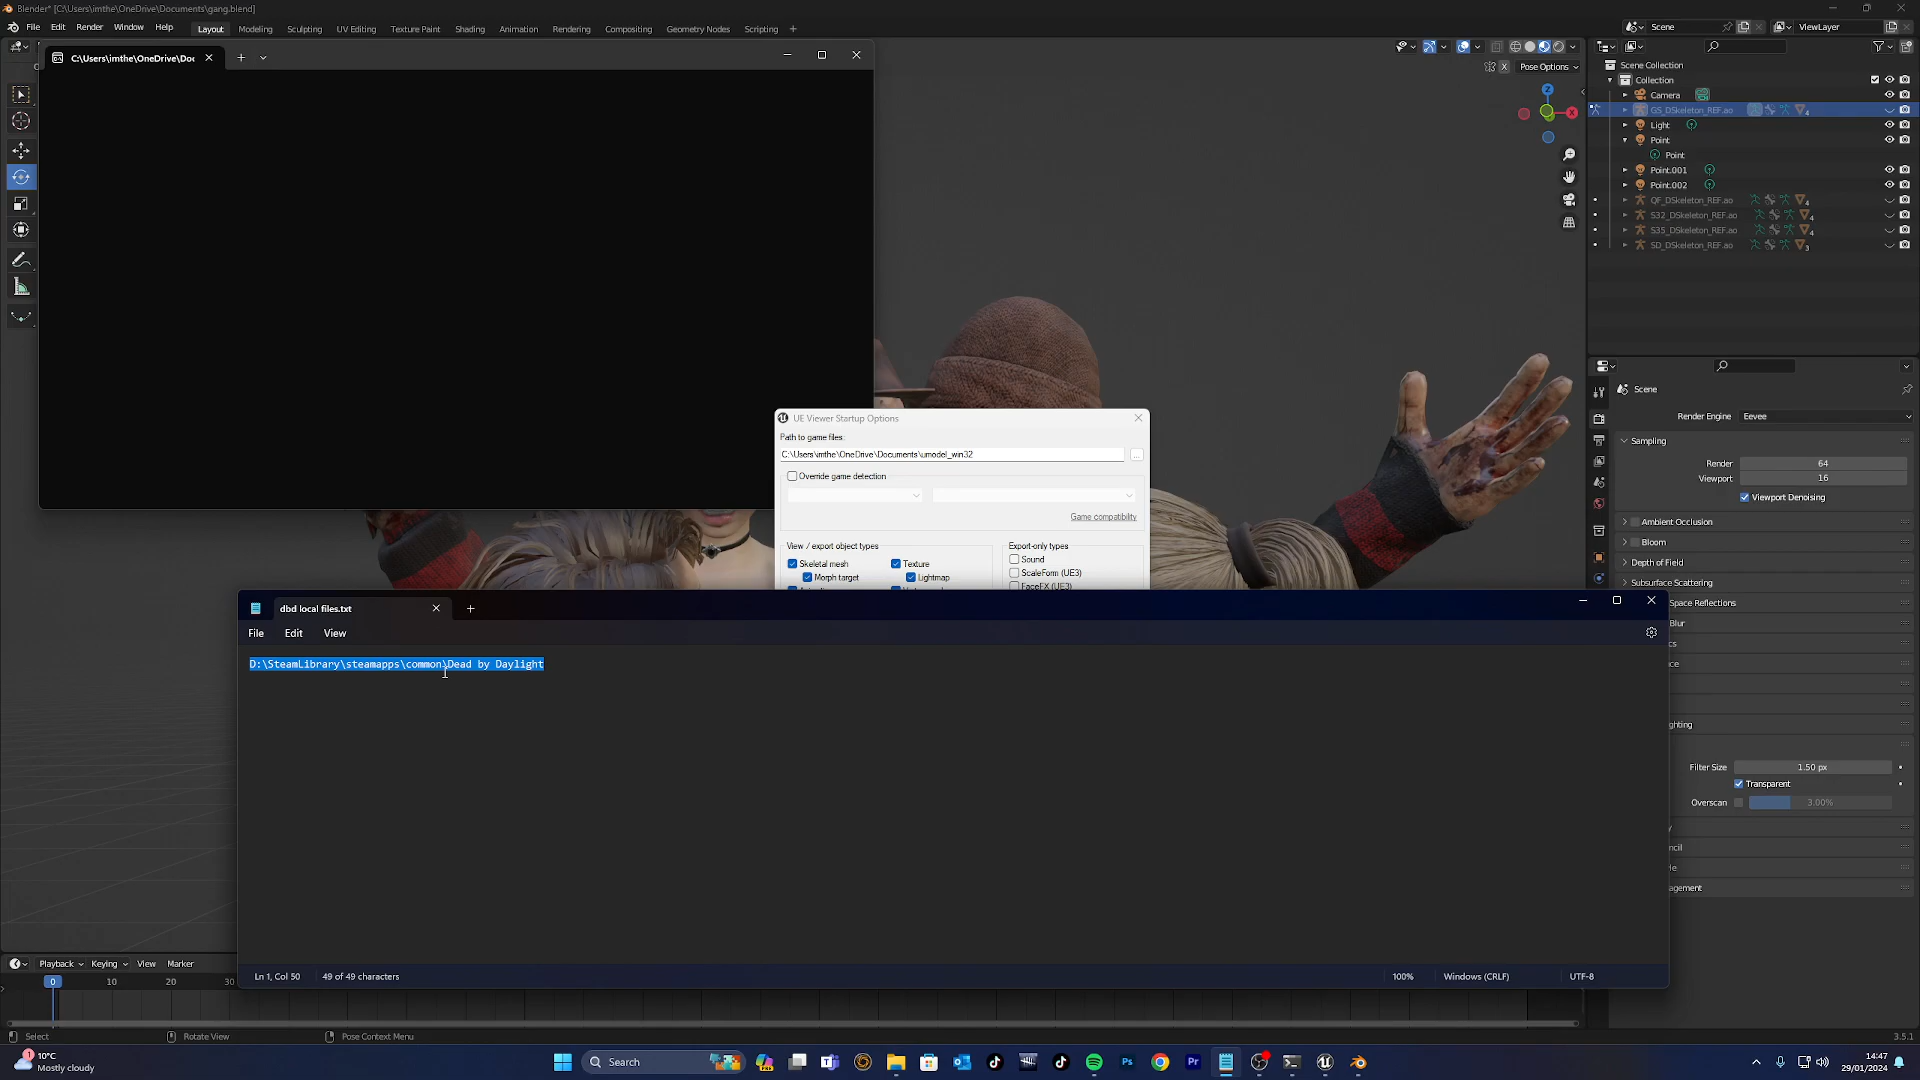 Blender* [C:\Users\imthe\OneDrive\Documents\gang.blend]
File Edit Render Window Help Layout Modeling Sculpting UV Editing Texture Paint Shading Animation Rendering Compositing Geometry Nodes Scripting + Scene ViewLayer
C:\Users\imthe\OneDrive\Doc
X Pose Options
Scene Collection
Collection
Camera
GS_DSkeleton_REF.ao
Light
Point
Point
Point.001
Point.002
QF_DSkeleton_REF.ao
S32_DSkeleton_REF.ao
S35_DSkeleton_REF.ao
SD_DSkeleton_REF.ao
Z
X
Scene
Render Engine Eevee
Sampling
Render 64
Viewport 16
Viewport Denoising
Ambient Occlusion
Bloom
Depth of Field
Subsurface Scattering
Space Reflections
Blur
Filter Size 1.50 px
Transparent
Overscan 3.00%
agement
UE Viewer Startup Options
Path to game files:
C:\Users\imthe\OneDrive\Documents\umodel_win32
...
Override game detection
Game compatibility
View / export object types
Export-only types
Skeletal mesh
Texture
Sound
Morph target
Lightmap
ScaleForm (UE3)
FaceFX (UE3)
dbd local files.txt
File Edit View
D:\SteamLibrary\steamapps\common\Dead by Daylight
Ln 1, Col 50 49 of 49 characters 100% Windows (CRLF) UTF-8
Playback Keying View Marker
0 10 20 30
Select Rotate View Pose Context Menu 3.5.1
10°C
Mostly cloudy
Search
14:47
29/01/2024